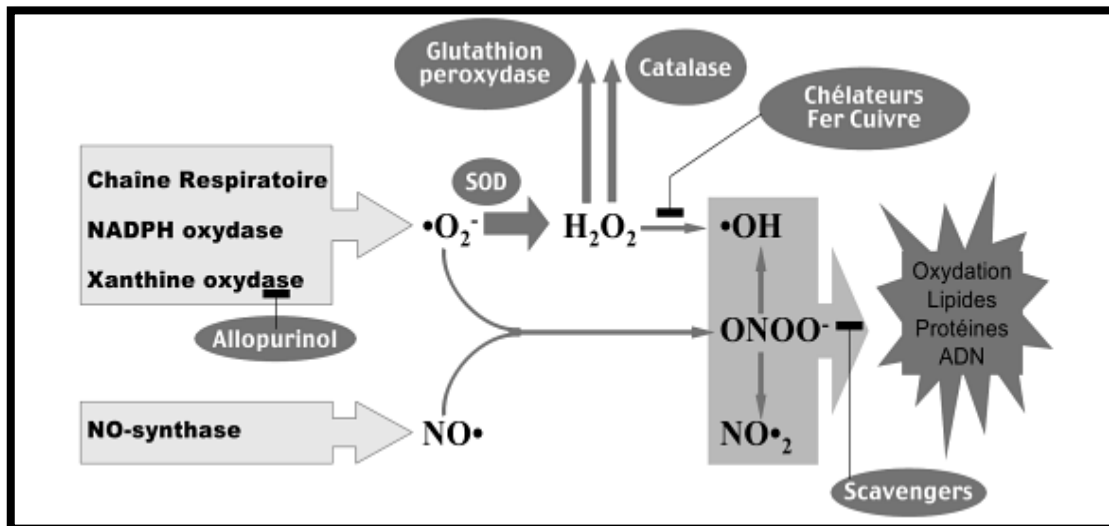 Glutathion
peroxydase
Catalase
Chélateurs
Fer Cuivre
Chaîne Respiratoire
NADPH oxydase
Xanthine oxydase
Allopurinol
SOD
•O₂⁻
H₂O₂
•OH
ONOO⁻
NO•₂
Oxydation
Lipides
Protéines
ADN
NO-synthase
NO•
Scavengers